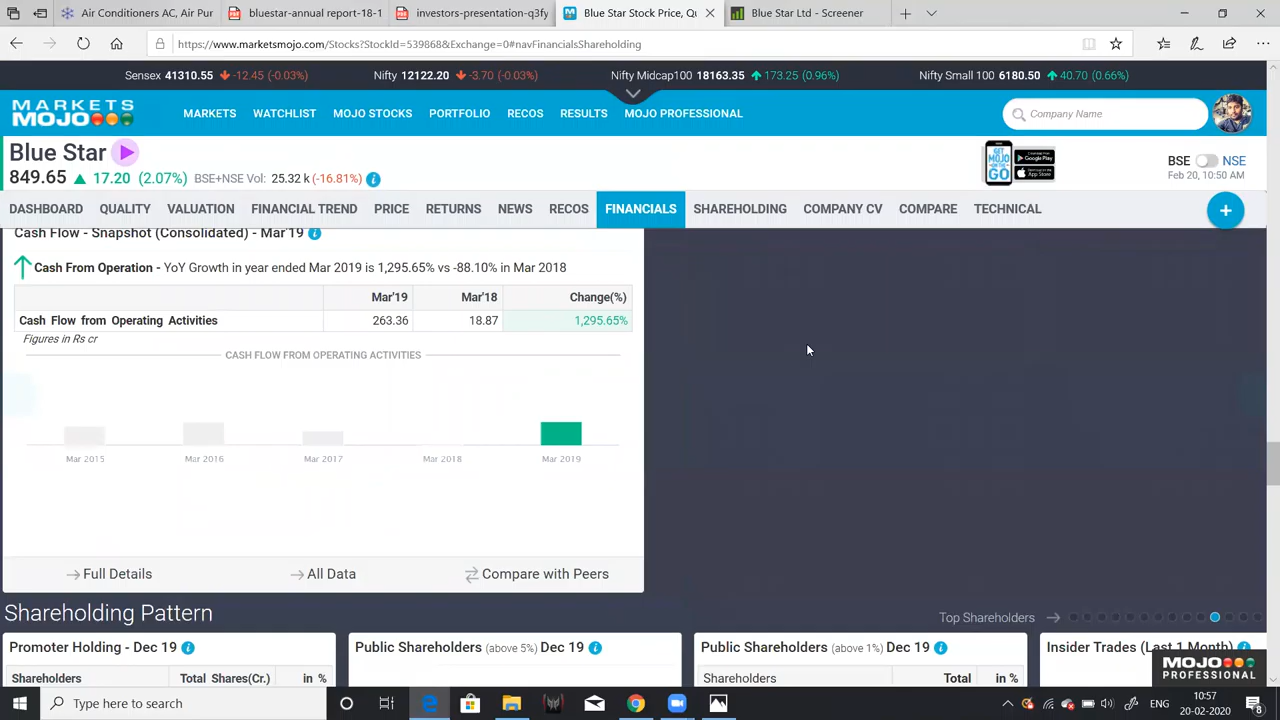 Air Conditioners AC, Air Pur
bluestar-annual report-18-1
investors-presentation-q3fy
Blue Star Stock Price, Qu
Blue Star Ltd - Screener
https://www.marketsmojo.com/Stocks?StockId=539868&Exchange=0#navFinancialsShareholding
Sensex 41310.55 -12.45 (-0.03%)
Nifty 12122.20 -3.70 (-0.03%)
Nifty Midcap100 18163.35 173.25 (0.96%)
Nifty Small 100 6180.50 40.70 (0.66%)
MARKETS MOJO
MARKETS WATCHLIST MOJO STOCKS PORTFOLIO RECOS RESULTS MOJO PROFESSIONAL
Company Name
Blue Star
849.65 17.20 (2.07%) BSE+NSE Vol: 25.32 k (-16.81%)
GET MOJO ON THE GO
Google Play
App Store
BSE NSE
Feb 20, 10:50 AM
DASHBOARD QUALITY VALUATION FINANCIAL TREND PRICE RETURNS NEWS RECOS FINANCIALS SHAREHOLDING COMPANY CV COMPARE TECHNICAL
Cash Flow - Snapshot (Consolidated) - Mar'19
Cash From Operation - YoY Growth in year ended Mar 2019 is 1,295.65% vs -88.10% in Mar 2018
Mar'19 Mar'18 Change(%)
Cash Flow from Operating Activities 263.36 18.87 1,295.65%
Figures in Rs cr
CASH FLOW FROM OPERATING ACTIVITIES
Mar 2015 Mar 2016 Mar 2017 Mar 2018 Mar 2019
Full Details All Data Compare with Peers
Shareholding Pattern
Top Shareholders
Promoter Holding - Dec 19
Shareholders Total Shares(Cr.) in %
Public Shareholders (above 5%) Dec 19
Public Shareholders (above 1%) Dec 19
Shareholders Total in %
Insider Trades (Last 1 Month)
MOJO PROFESSIONAL
Type here to search
ENG
10:57
20-02-2020
8